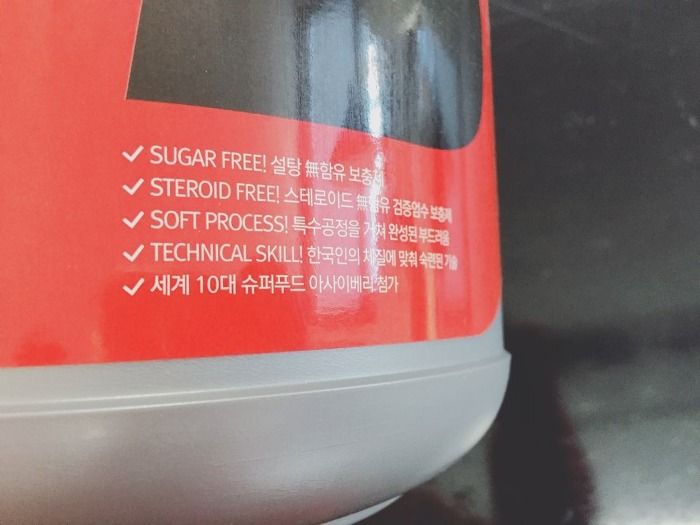 ✓ SUGAR FREE! 설탕 無함유 보충제
✓ STEROID FREE! 스테로이드 無함유 검증엄수 보충제
✓ SOFT PROCESS! 특수공정을 거쳐 완성된 부드러움
✓ TECHNICAL SKILL! 한국인의 체질에 맞춰 숙련된 기술
✓ 세계 10대 슈퍼푸드 아사이베리 첨가